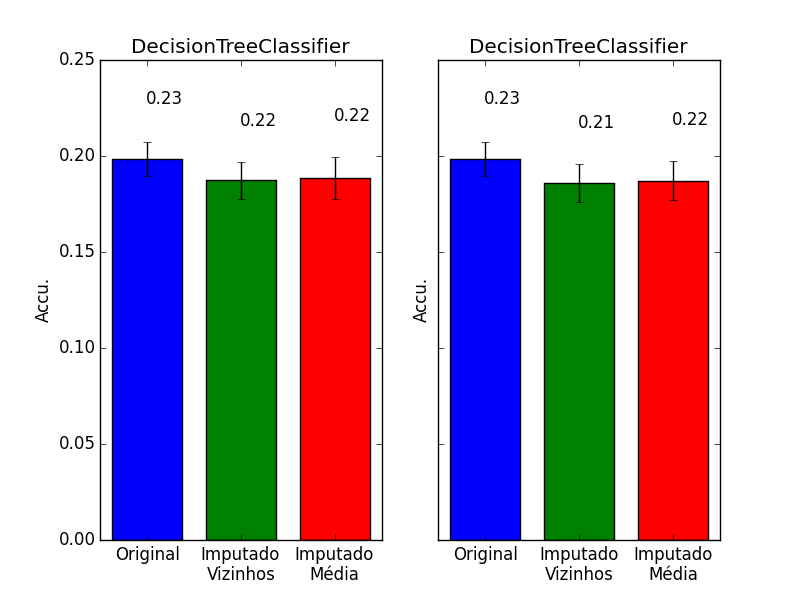 DecisionTreeClassifier
0.25
0.20
0.15
0.10
0.05
0.00
Accu.
0.23
0.22
0.22
Original
Imputado
Vizinhos
Imputado
Média
DecisionTreeClassifier
Accu.
0.23
0.21
0.22
Original
Imputado
Vizinhos
Imputado
Média